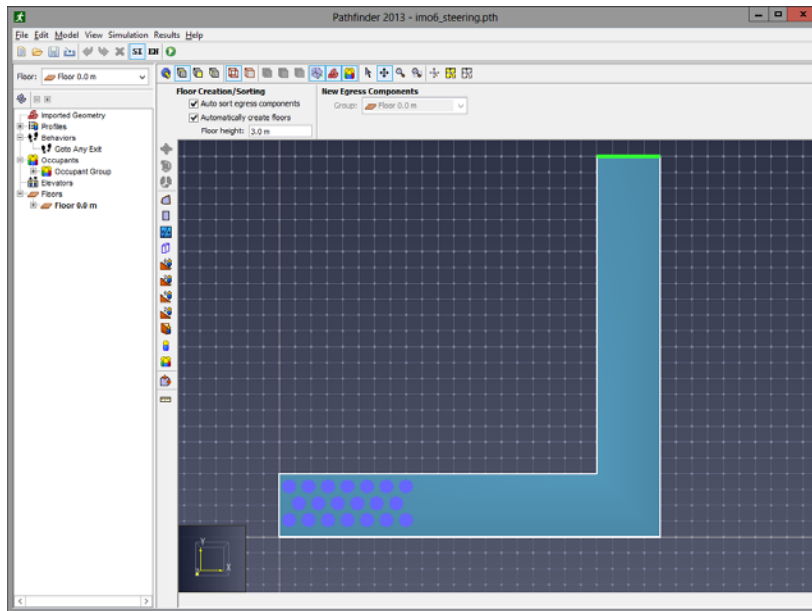 Pathfinder 2013 - imo6_steering.pth
File Edit Model View Simulation Results Help
SI EN
Floor: Floor 0.0 m
Floor Creation/Sorting
Auto sort egress components
Automatically create floors
Floor height: 3.0 m
New Egress Components
Group: Floor 0.0 m
Imported Geometry
Profiles
Behaviors
Goto Any Exit
Occupants
Occupant Group
Elevators
Floors
Floor 0.0 m
Y
X